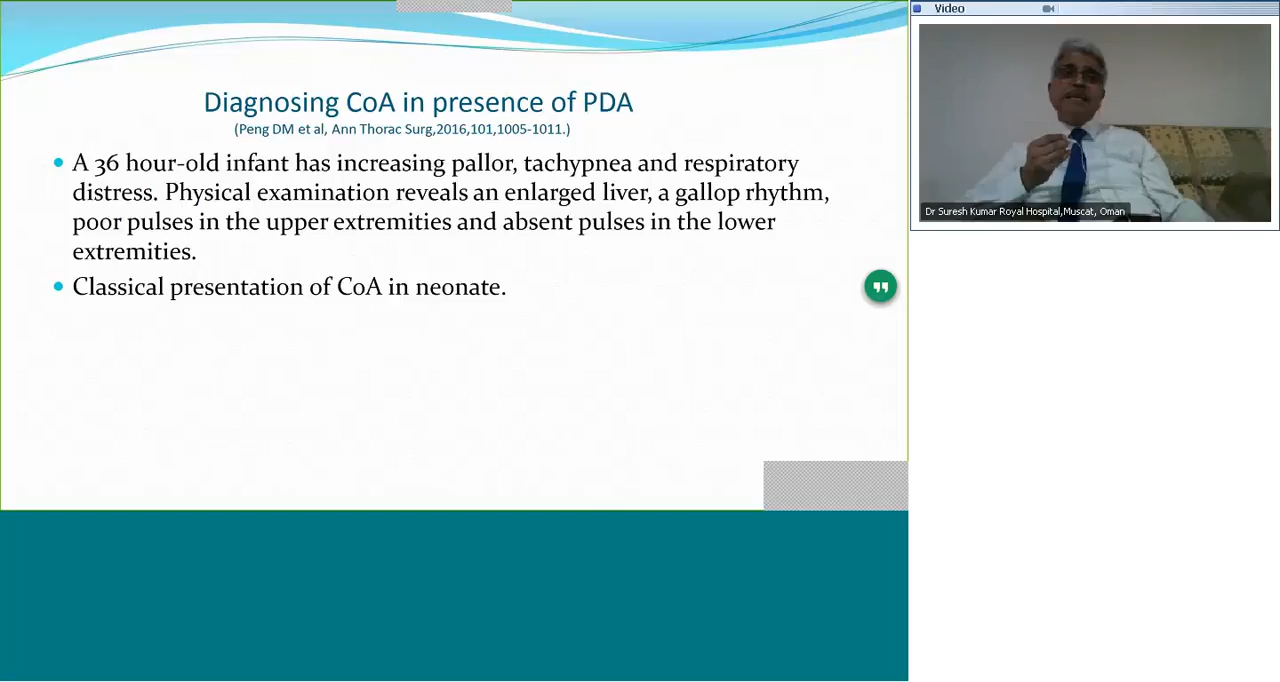 Diagnosing CoA in presence of PDA
(Peng DM et al, Ann Thorac Surg,2016,101,1005-1011.)
A 36 hour-old infant has increasing pallor, tachypnea and respiratory
distress. Physical examination reveals an enlarged liver, a gallop rhythm,
poor pulses in the upper extremities and absent pulses in the lower
extremities.
Classical presentation of CoA in neonate.
Video
Dr Suresh Kumar Royal Hospital,Muscat, Oman